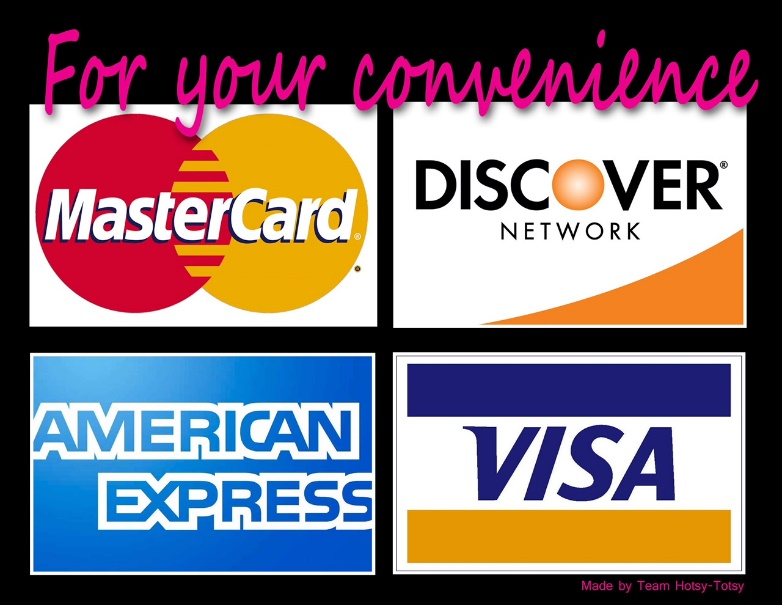 For your convenience
MasterCard®
DISCOVER®
NETWORK
AMERICAN
EXPRESS
VISA
Made by Team Hotsy-Totsy